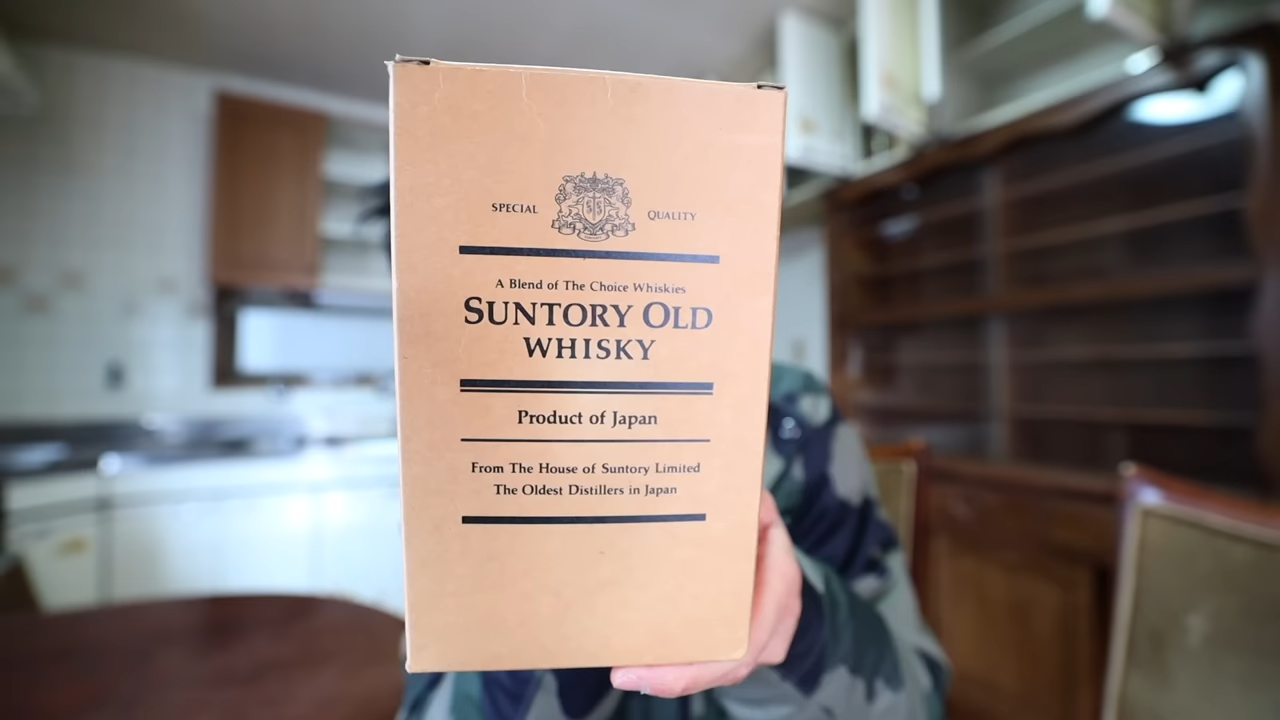 SPECIAL QUALITY
A Blend of The Choice Whiskies
SUNTORY OLD
WHISKY
Product of Japan
From The House of Suntory Limited
The Oldest Distillers in Japan